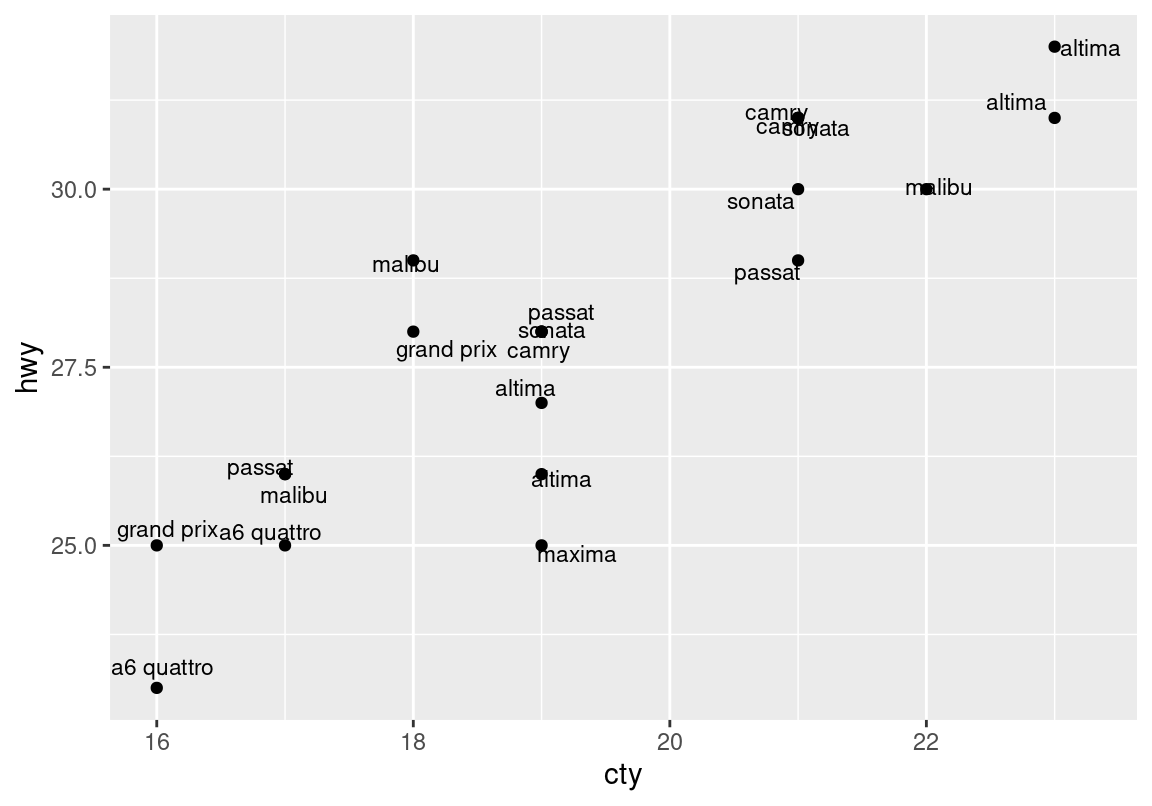 altima
altima
camry
camry
sonata
30.0
malibu
sonata
malibu
passat
passat
sonata
grand prix
camry
hwy
27.5
altima
passat
altima
malibu
grand prix
a6 quattro
25.0
maxima
a6 quattro
16
18
20
22
cty